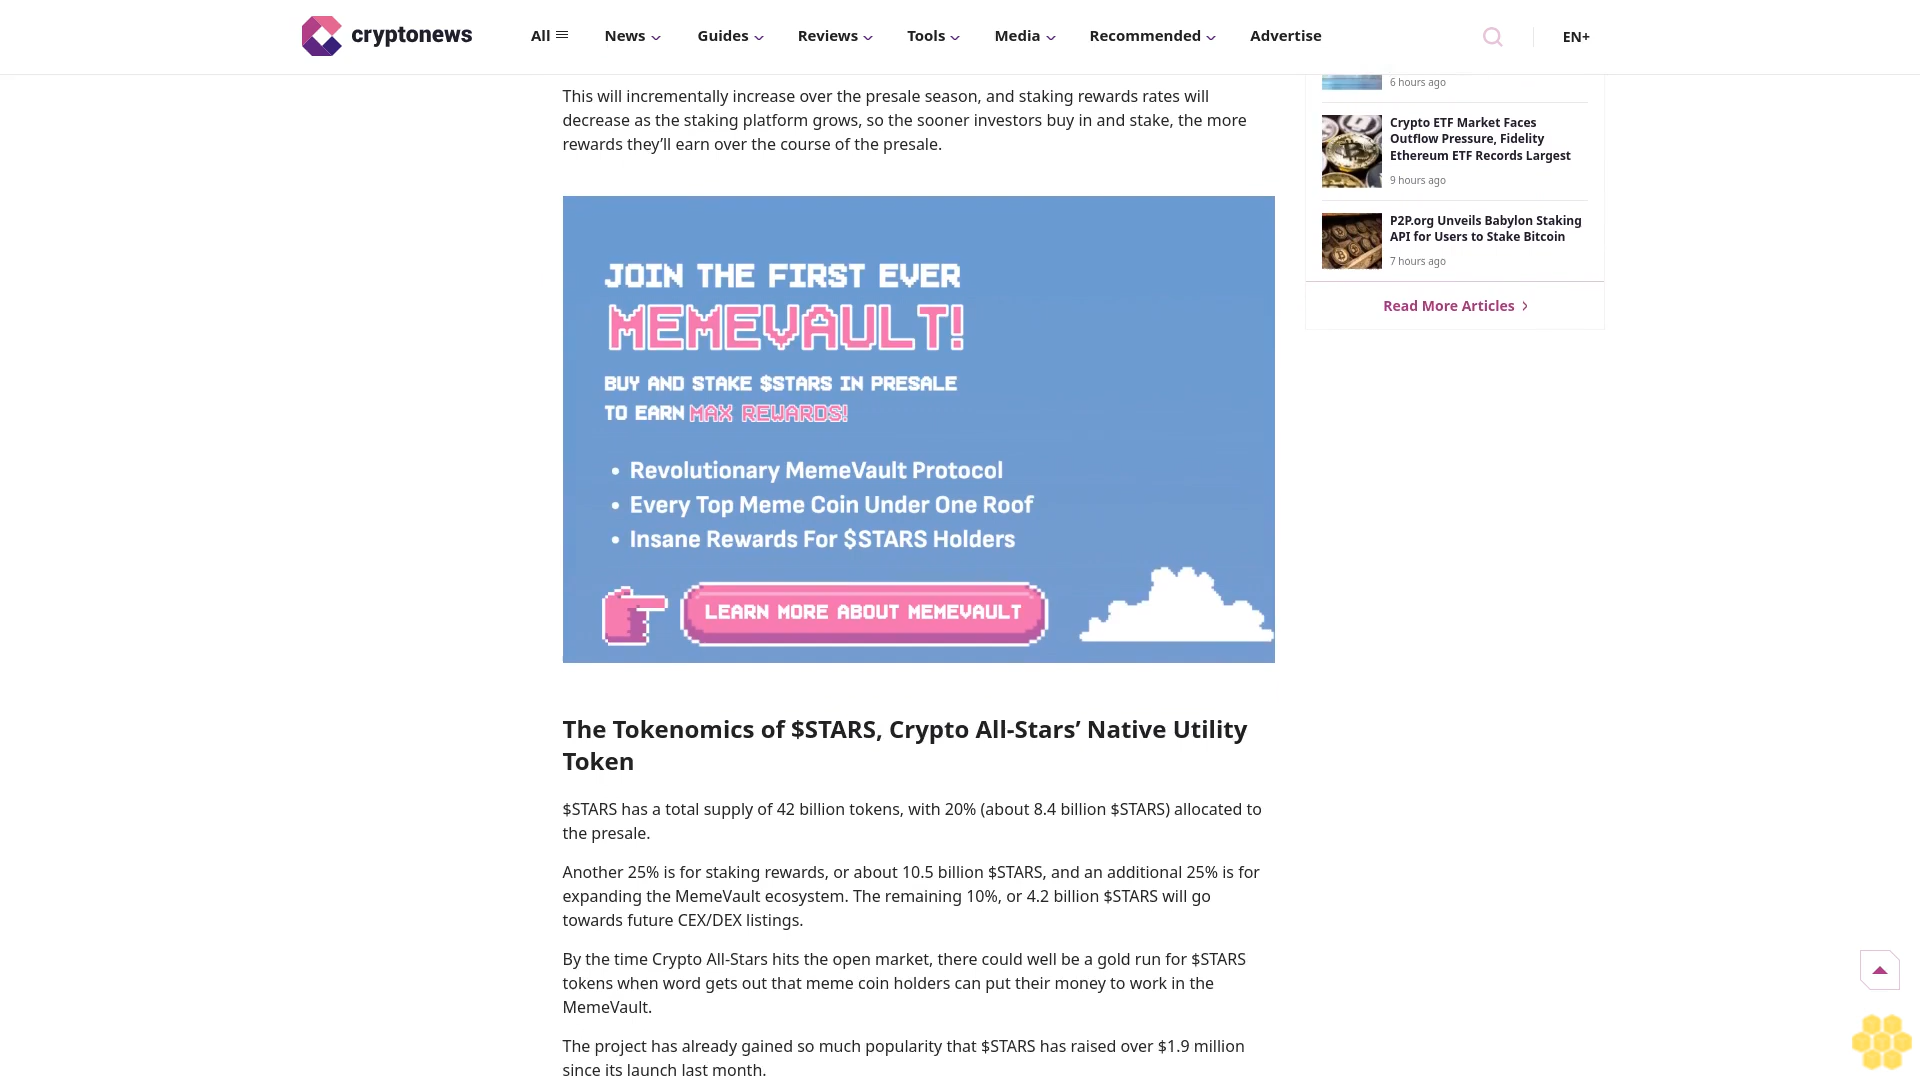 cryptonews
All
News
Guides
Reviews
Tools
Media
Recommended
Advertise
EN+
This will incrementally increase over the presale season, and staking rewards rates will
decrease as the staking platform grows, so the sooner investors buy in and stake, the more
rewards they’ll earn over the course of the presale.
JOIN THE FIRST EVER
MEMEVAULT!
BUY AND STAKE $STARS IN PRESALE
TO EARN MAX REWARDS!
• Revolutionary MemeVault Protocol
• Every Top Meme Coin Under One Roof
• Insane Rewards For $STARS Holders
LEARN MORE ABOUT MEMEVAULT
The Tokenomics of $STARS, Crypto All-Stars’ Native Utility
Token
$STARS has a total supply of 42 billion tokens, with 20% (about 8.4 billion $STARS) allocated to
the presale.
Another 25% is for staking rewards, or about 10.5 billion $STARS, and an additional 25% is for
expanding the MemeVault ecosystem. The remaining 10%, or 4.2 billion $STARS will go
towards future CEX/DEX listings.
By the time Crypto All-Stars hits the open market, there could well be a gold run for $STARS
tokens when word gets out that meme coin holders can put their money to work in the
MemeVault.
The project has already gained so much popularity that $STARS has raised over $1.9 million
since its launch last month.
6 hours ago
Crypto ETF Market Faces
Outflow Pressure, Fidelity
Ethereum ETF Records Largest
9 hours ago
P2P.org Unveils Babylon Staking
API for Users to Stake Bitcoin
7 hours ago
Read More Articles